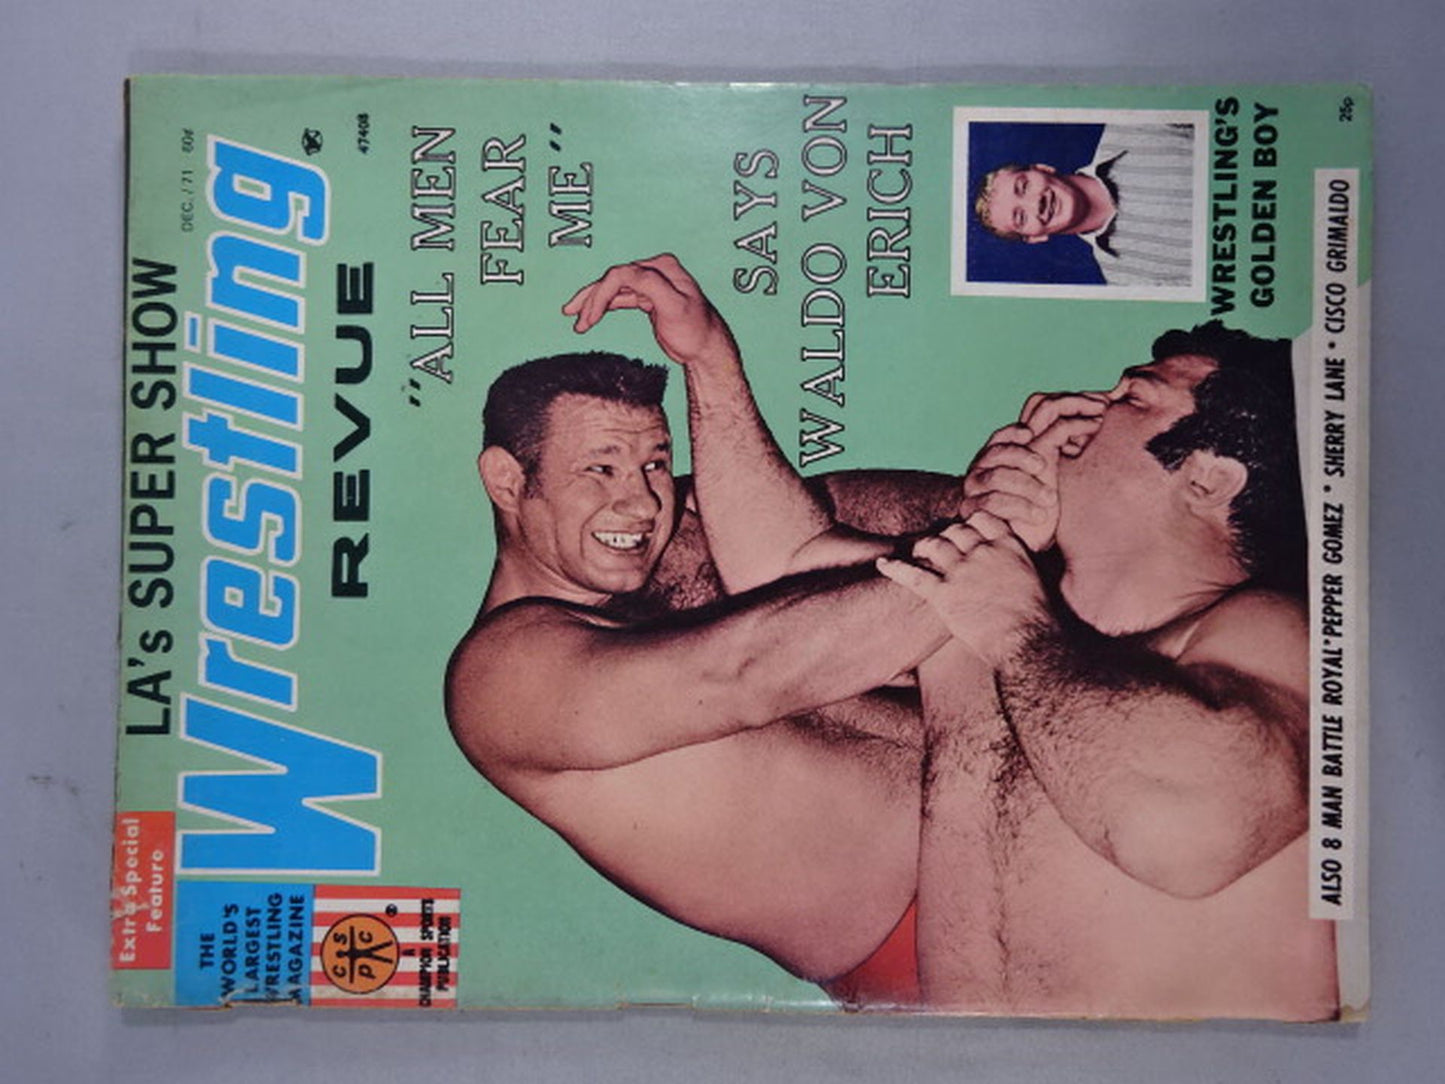 Extra Special
Feature
LA's SUPER SHOW
DEC. / 71 60¢
THE
WORLD'S
LARGEST
WRESTLING
MAGAZINE
Wrestling
REVUE
47408
C S
P C
A
CHAMPION SPORTS
PUBLICATION
"ALL MEN
FEAR
ME"
SAYS
WALDO VON
ERICH
WRESTLING'S
GOLDEN BOY
25p
ALSO 8 MAN BATTLE ROYAL * PEPPER GOMEZ * SHERRY LANE • CISCO GRIMALDO